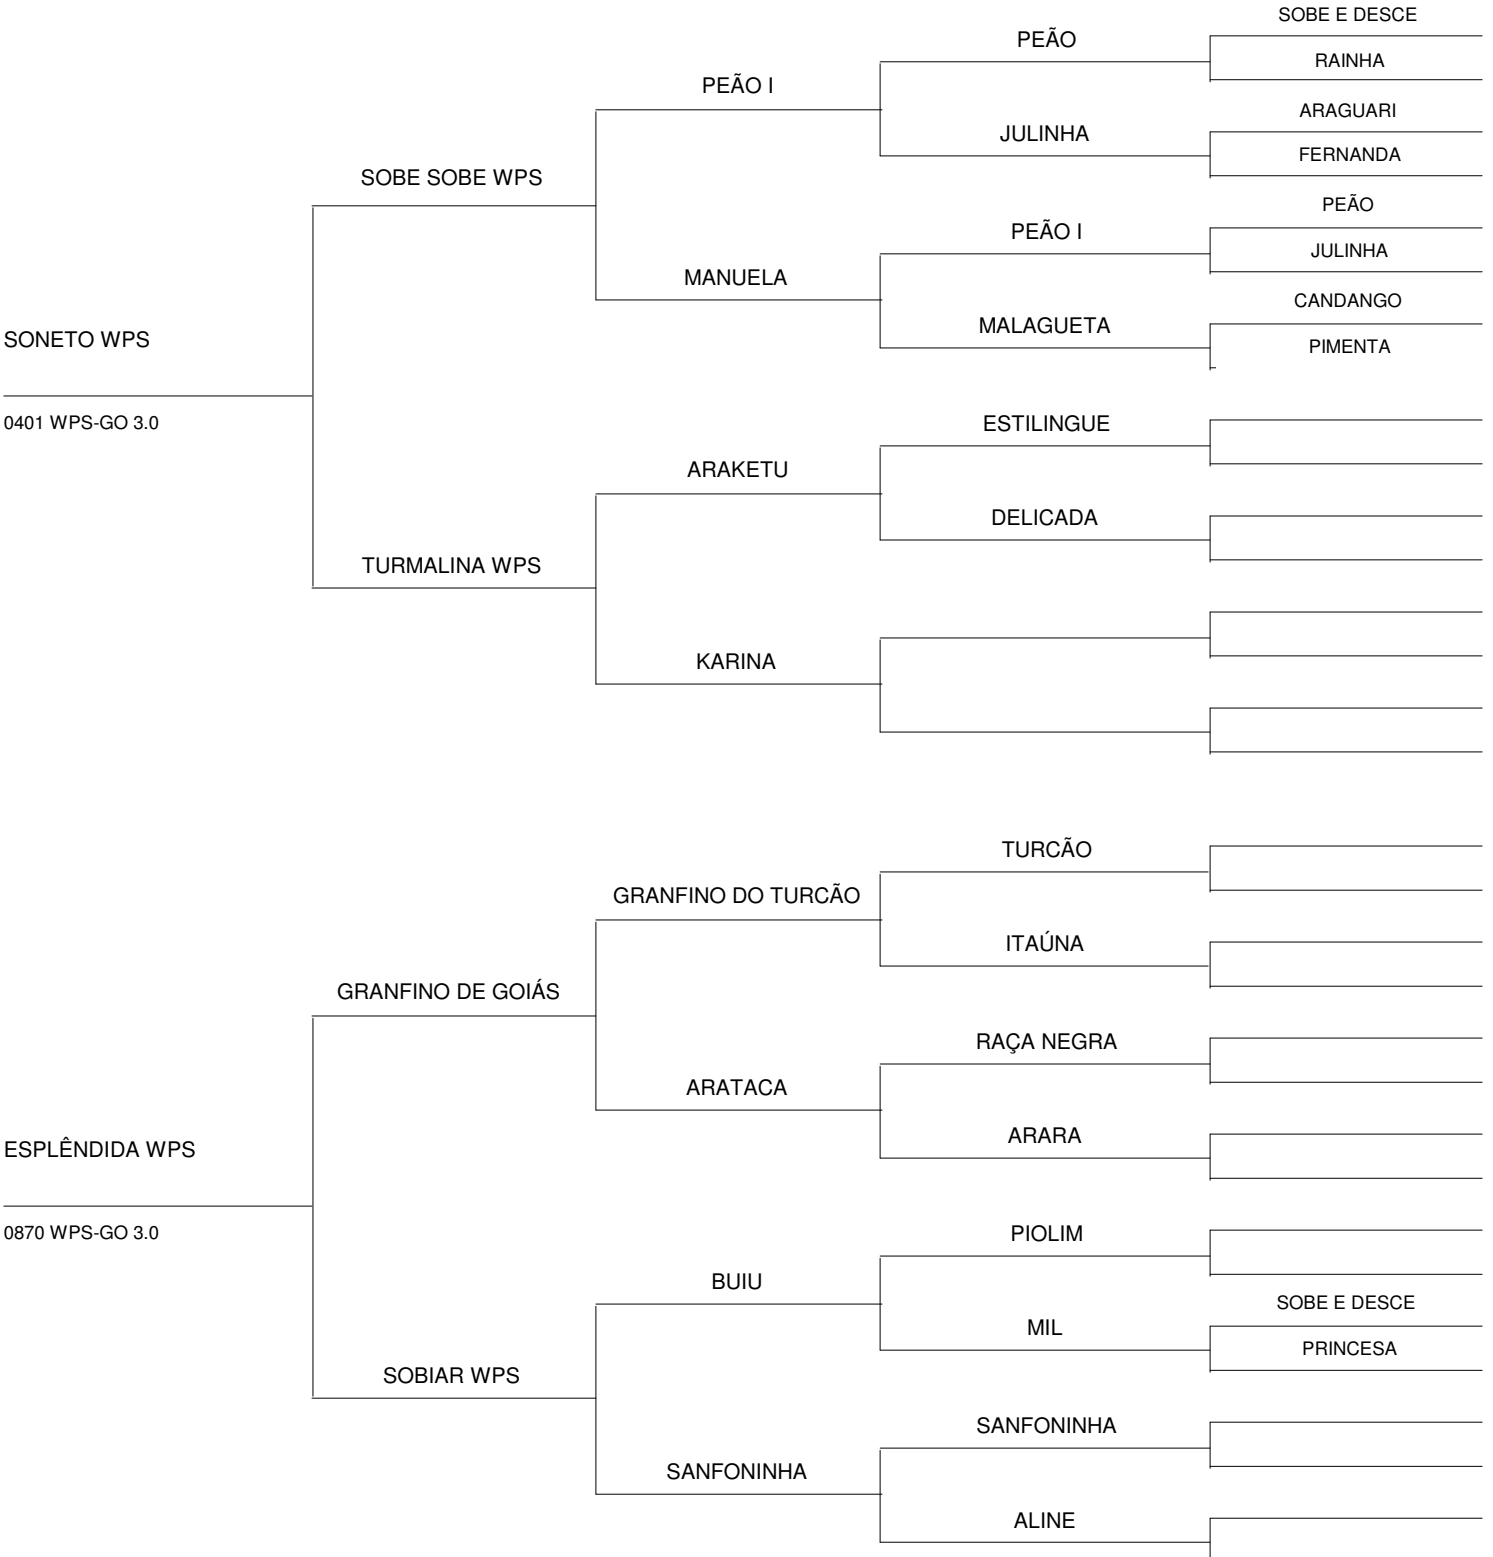 SOBE E DESCE
PEÃO
RAINHA
PEÃO I
ARAGUARI
JULINHA
FERNANDA
SOBE SOBE WPS
PEÃO
PEÃO I
JULINHA
MANUELA
CANDANGO
MALAGUETA
SONETO WPS
PIMENTA
0401 WPS-GO 3.0
ESTILINGUE
ARAKETU
DELICADA
TURMALINA WPS
KARINA
TURCÃO
GRANFINO DO TURCÃO
ITAÚNA
GRANFINO DE GOIÁS
RAÇA NEGRA
ARATACA
ARARA
ESPLÊNDIDA WPS
0870 WPS-GO 3.0
PIOLIM
BUIU
SOBE E DESCE
MIL
PRINCESA
SOBIAR WPS
SANFONINHA
SANFONINHA
ALINE